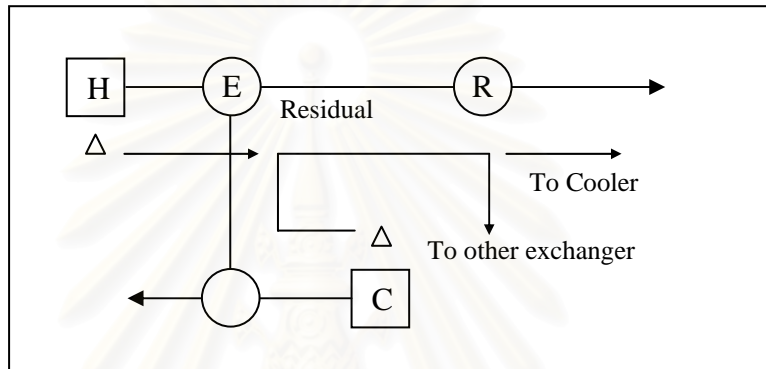 H
E
R
Residual
Δ
To Cooler
Δ
To other exchanger
C